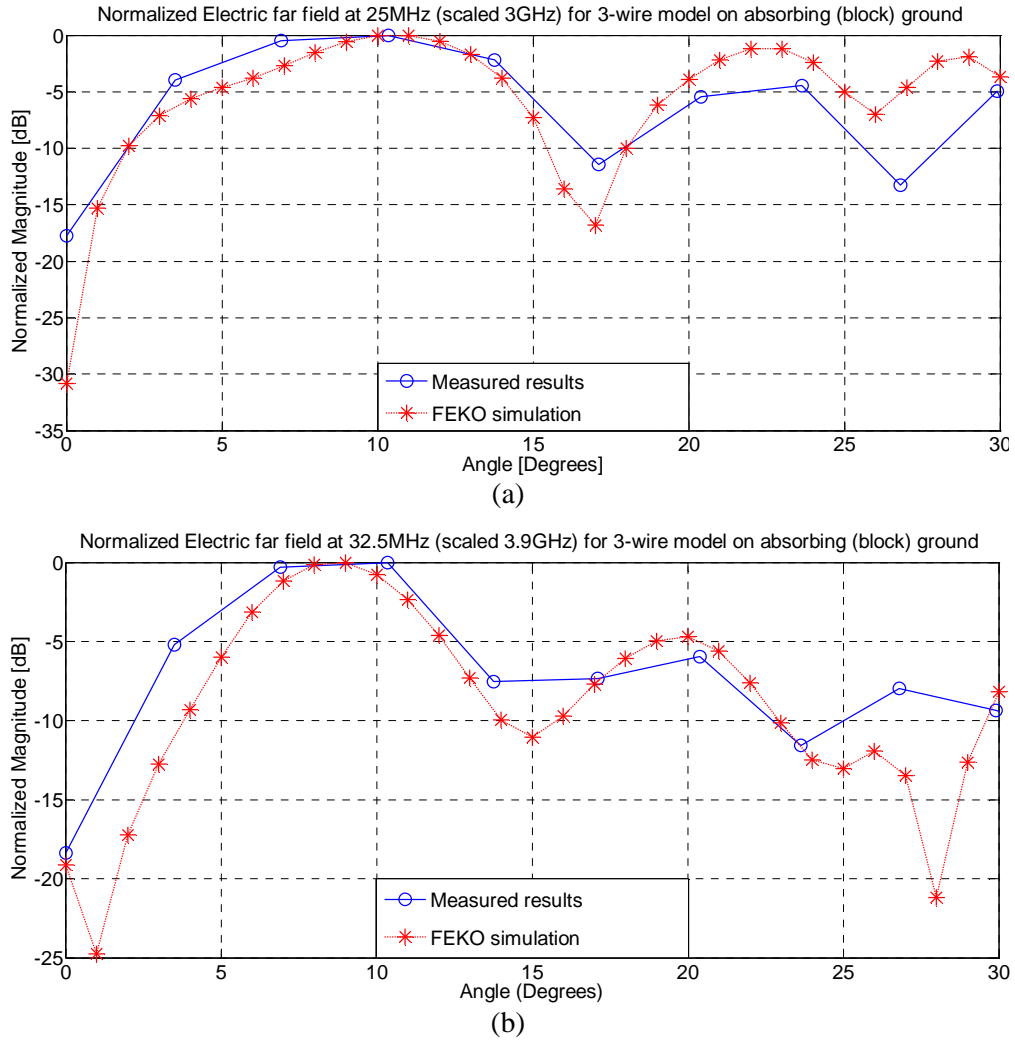 Normalized Electric far field at 25MHz (scaled 3GHz) for 3-wire model on absorbing (block) ground
0
-5
-10
-15
-20
-25
-30
-35
Normalized Magnitude [dB]
Measured results
FEKO simulation
0 5 10 15 20 25 30
Angle [Degrees]
(a)
Normalized Electric far field at 32.5MHz (scaled 3.9GHz) for 3-wire model on absorbing (block) ground
0
-5
-10
-15
-20
-25
Normalized Magnitude [dB]
Measured results
FEKO simulation
0 5 10 15 20 25 30
Angle (Degrees)
(b)